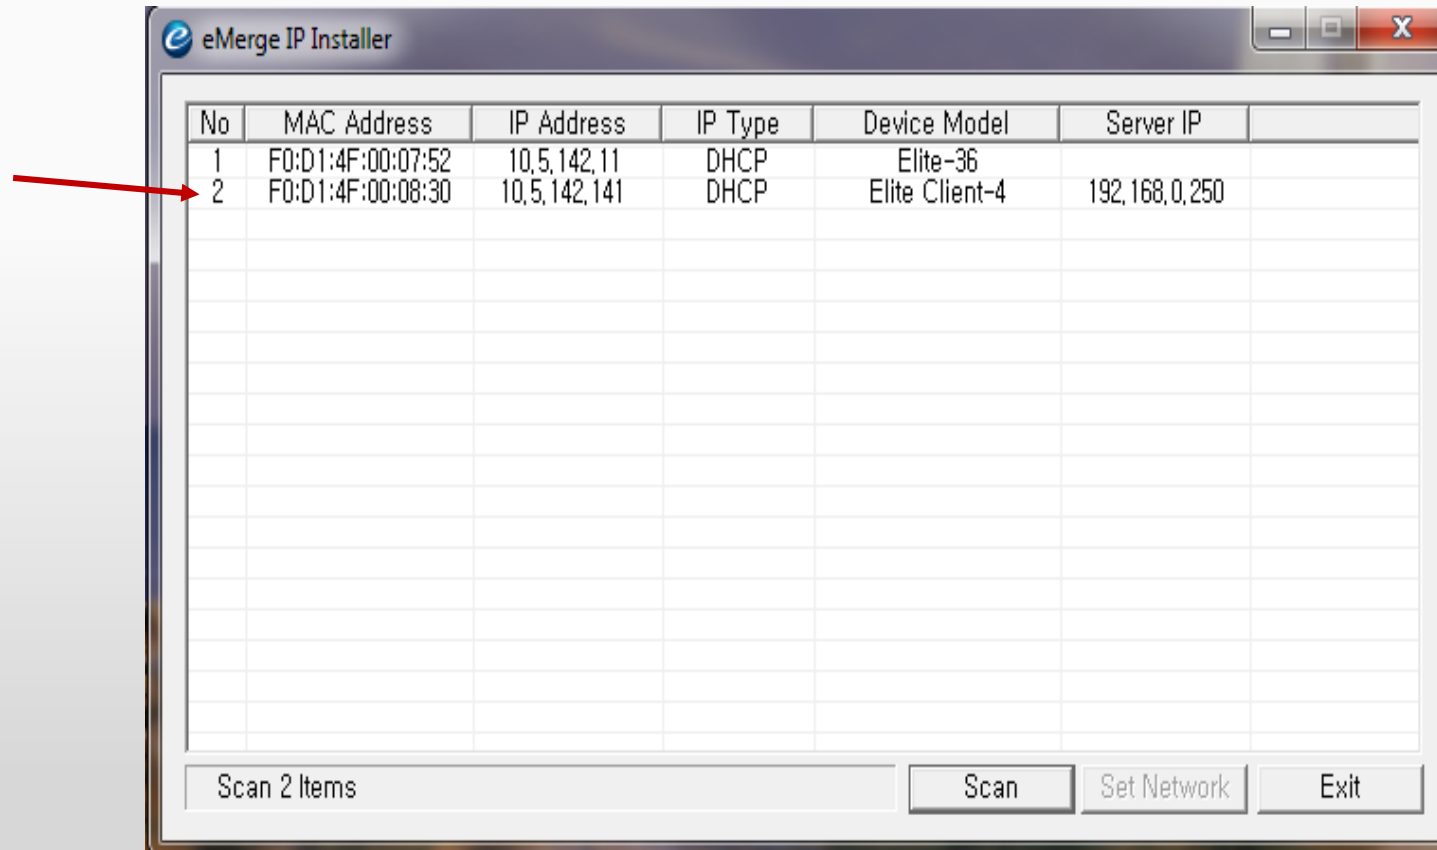 eMerge IP Installer
No MAC Address IP Address IP Type Device Model Server IP
1 F0:D1:4F:00:07:52 10,5,142,11 DHCP Elite-36
2 F0:D1:4F:00:08:30 10,5,142,141 DHCP Elite Client-4 192,168,0,250
Scan 2 Items Scan Set Network Exit